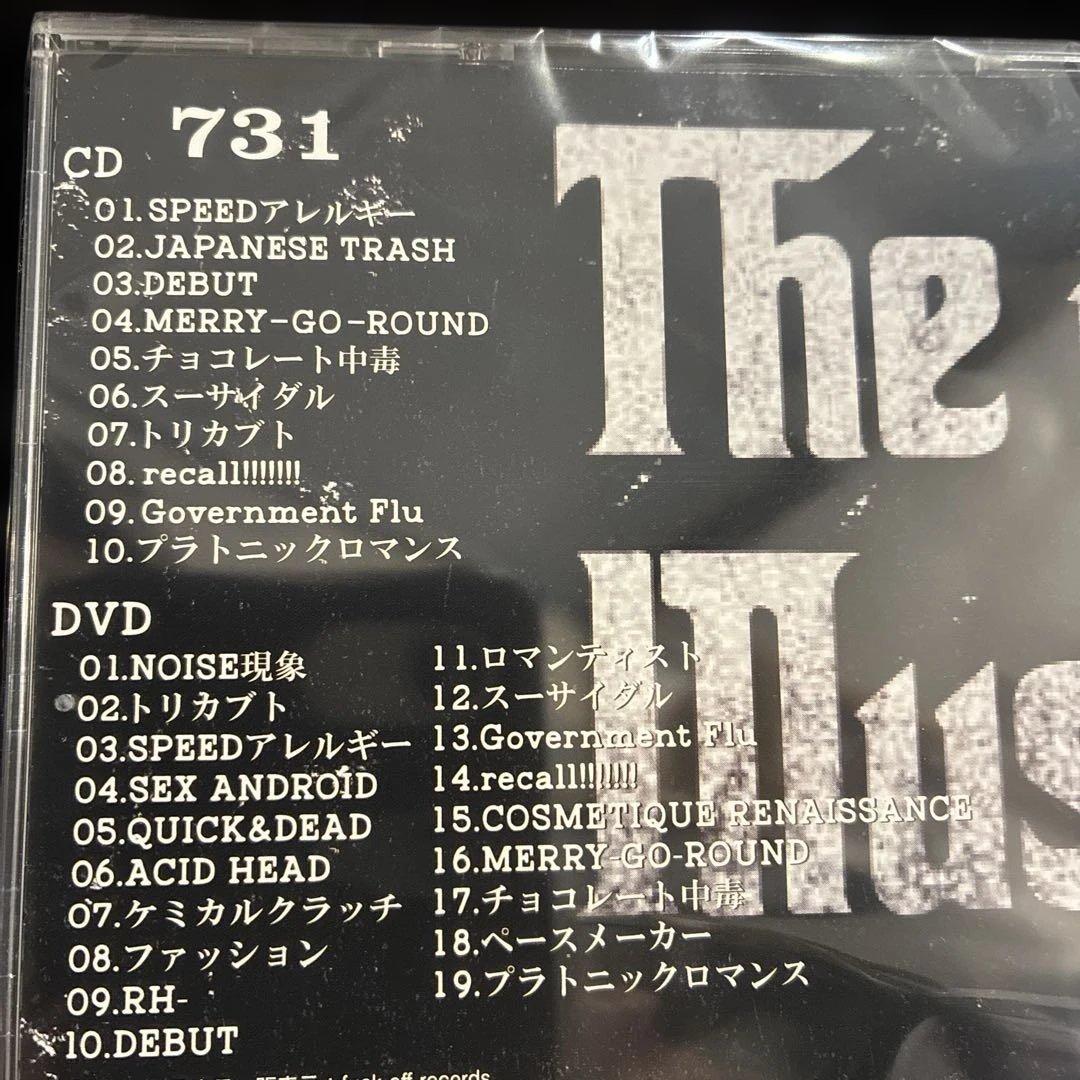 731
CD
01.SPEEDアレルギー
02.JAPANESE TRASH
03.DEBUT
04.MERRY-GO-ROUND
05.チョコレート中毒
06.スーサイダル
07.トリカブト
08.recall!!!!!!!
09.Government Flu
10.プラトニックロマンス
DVD
01.NOISE現象
02.トリカブト
03.SPEEDアレルギー
04.SEX ANDROID
05.QUICK&DEAD
06.ACID HEAD
07.ケミカルクラッチ
08.ファッション
09.RH-
10.DEBUT
11.ロマンティスト
12.スーサイダル
13.Government Flu
14.recall!!!!!!!
15.COSMETIQUE RENAISSANCE
16.MERRY-GO-ROUND
17.チョコレート中毒
18.ペースメーカー
19.プラトニックロマンス
The
fuck off records